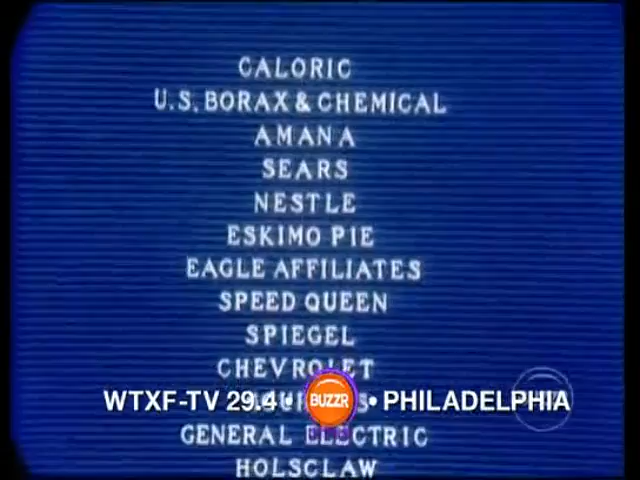 CALORIC
U.S. BORAX & CHEMICAL
AMANA
SEARS
NESTLE
ESKIMO PIE
EAGLE AFFILIATES
SPEED QUEEN
SPIEGEL
CHEVROLET
WTXF-TV 29.4 • BUZZR • PHILADELPHIA
GENERAL ELECTRIC
HOLSCLAW